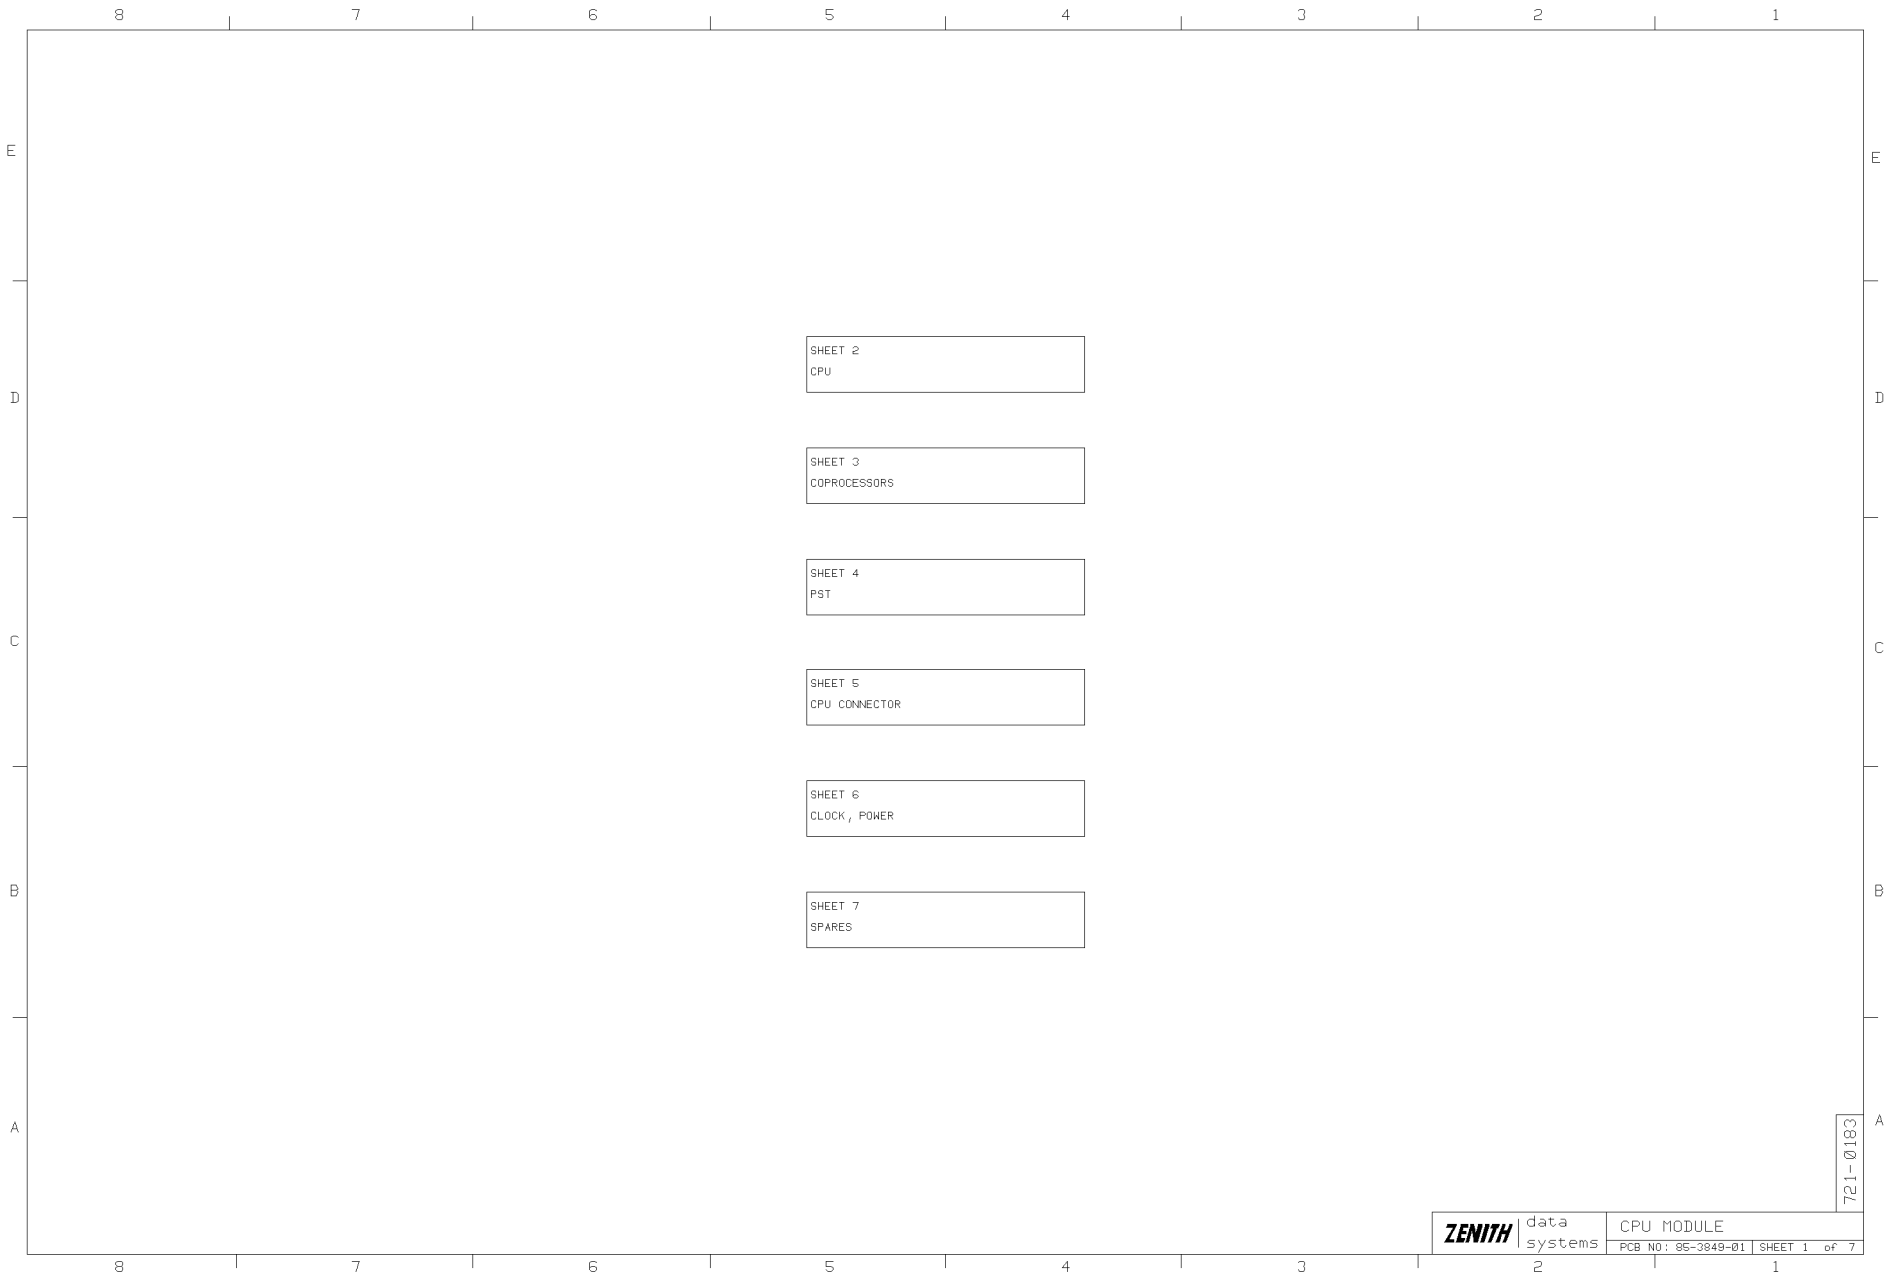 8 7 6 5 4 3 2 1
E E
SHEET 2
CPU
D D
SHEET 3
COPROCESSORS
SHEET 4
PST
C C
SHEET 5
CPU CONNECTOR
SHEET 6
CLOCK, POWER
B B
SHEET 7
SPARES
A A
721-0183
ZENITH data systems
CPU MODULE
PCB NO: 85-3849-01 SHEET 1 of 7
8 7 6 5 4 3 2 1